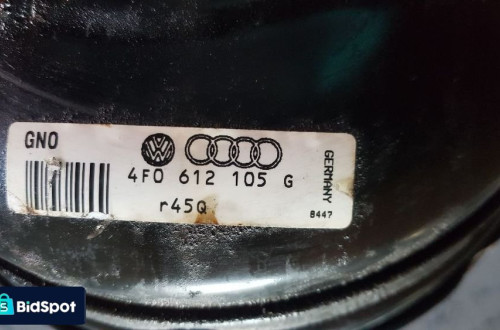 GNO
4F0 612 105 G
r45Q
GERMANY
8447
BidSpot